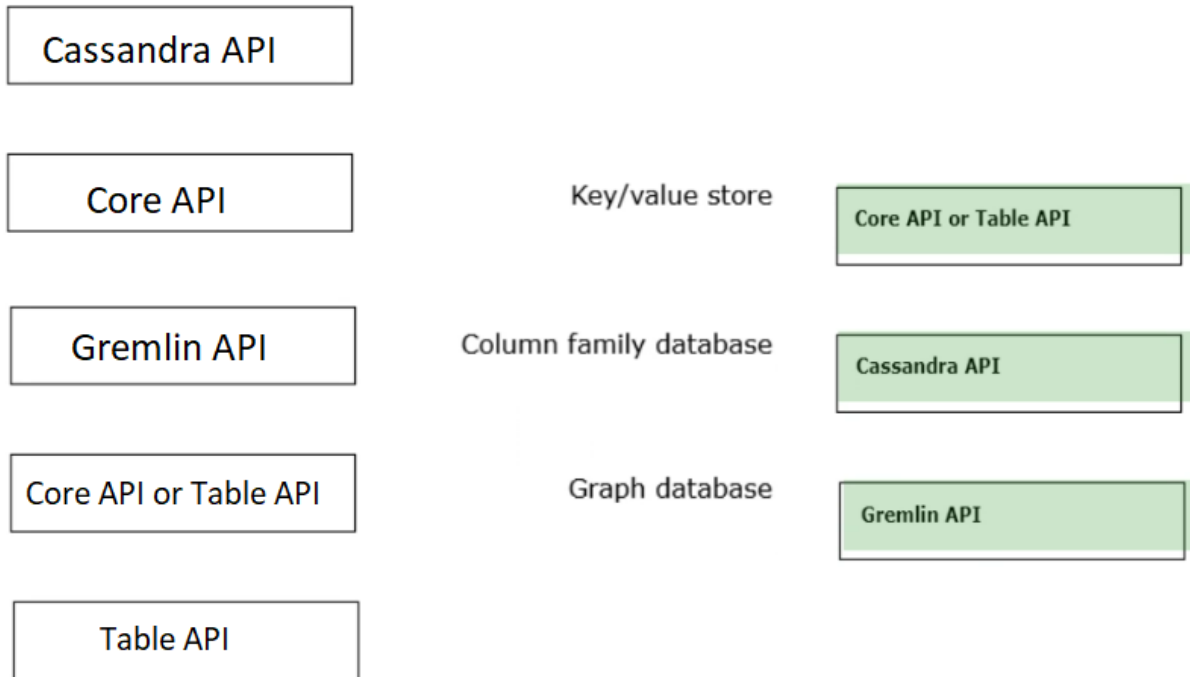 Cassandra API
Core API
Key/value store
Core API or Table API
Gremlin API
Column family database
Cassandra API
Core API or Table API
Graph database
Gremlin API
Table API